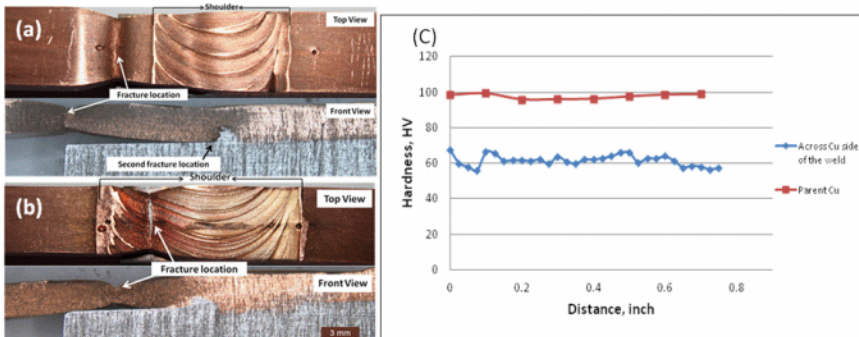 (a)
Shoulder
Top View
Fracture location
Front View
Second fracture location
(b)
Shoulder
Top View
Fracture location
Front View
3 mm
(C)
Hardness, HV
140
120
100
80
60
40
20
0
0
0.2
0.4
0.6
0.8
Distance, inch
Across Cu side
of the weld
Parent Cu